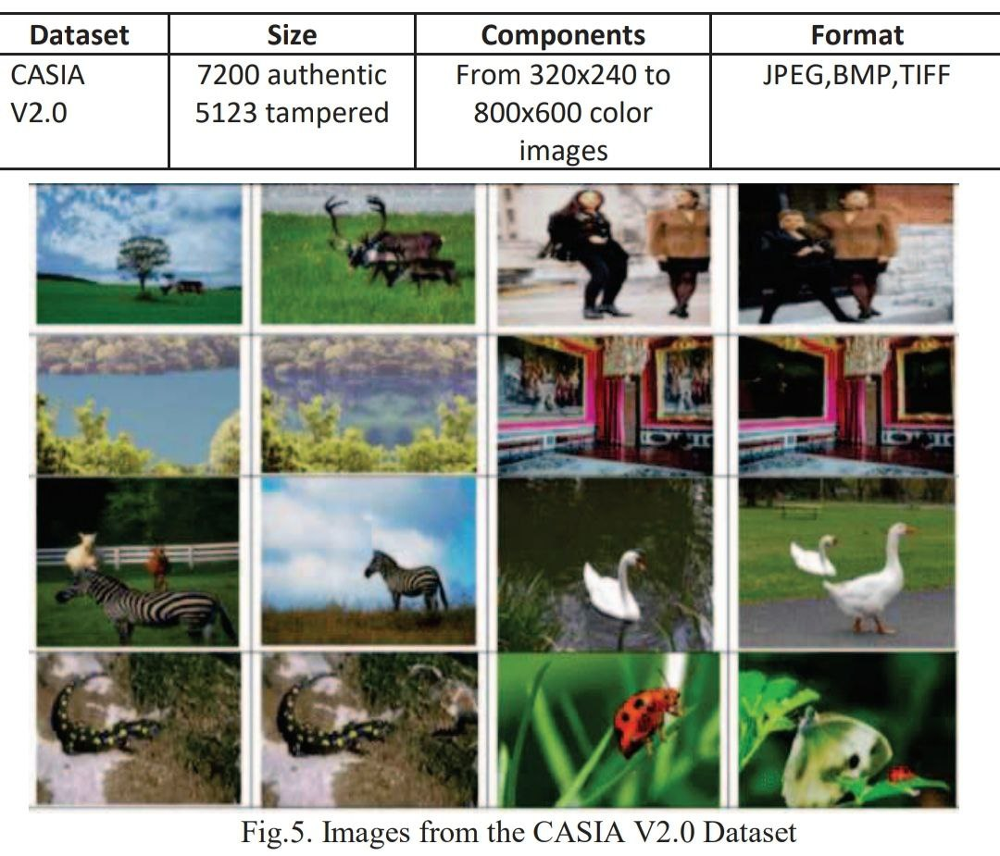 Dataset Size Components Format
CASIA 7200 authentic From 320x240 to JPEG,BMP,TIFF
V2.0 5123 tampered 800x600 color
images
Fig.5. Images from the CASIA V2.0 Dataset